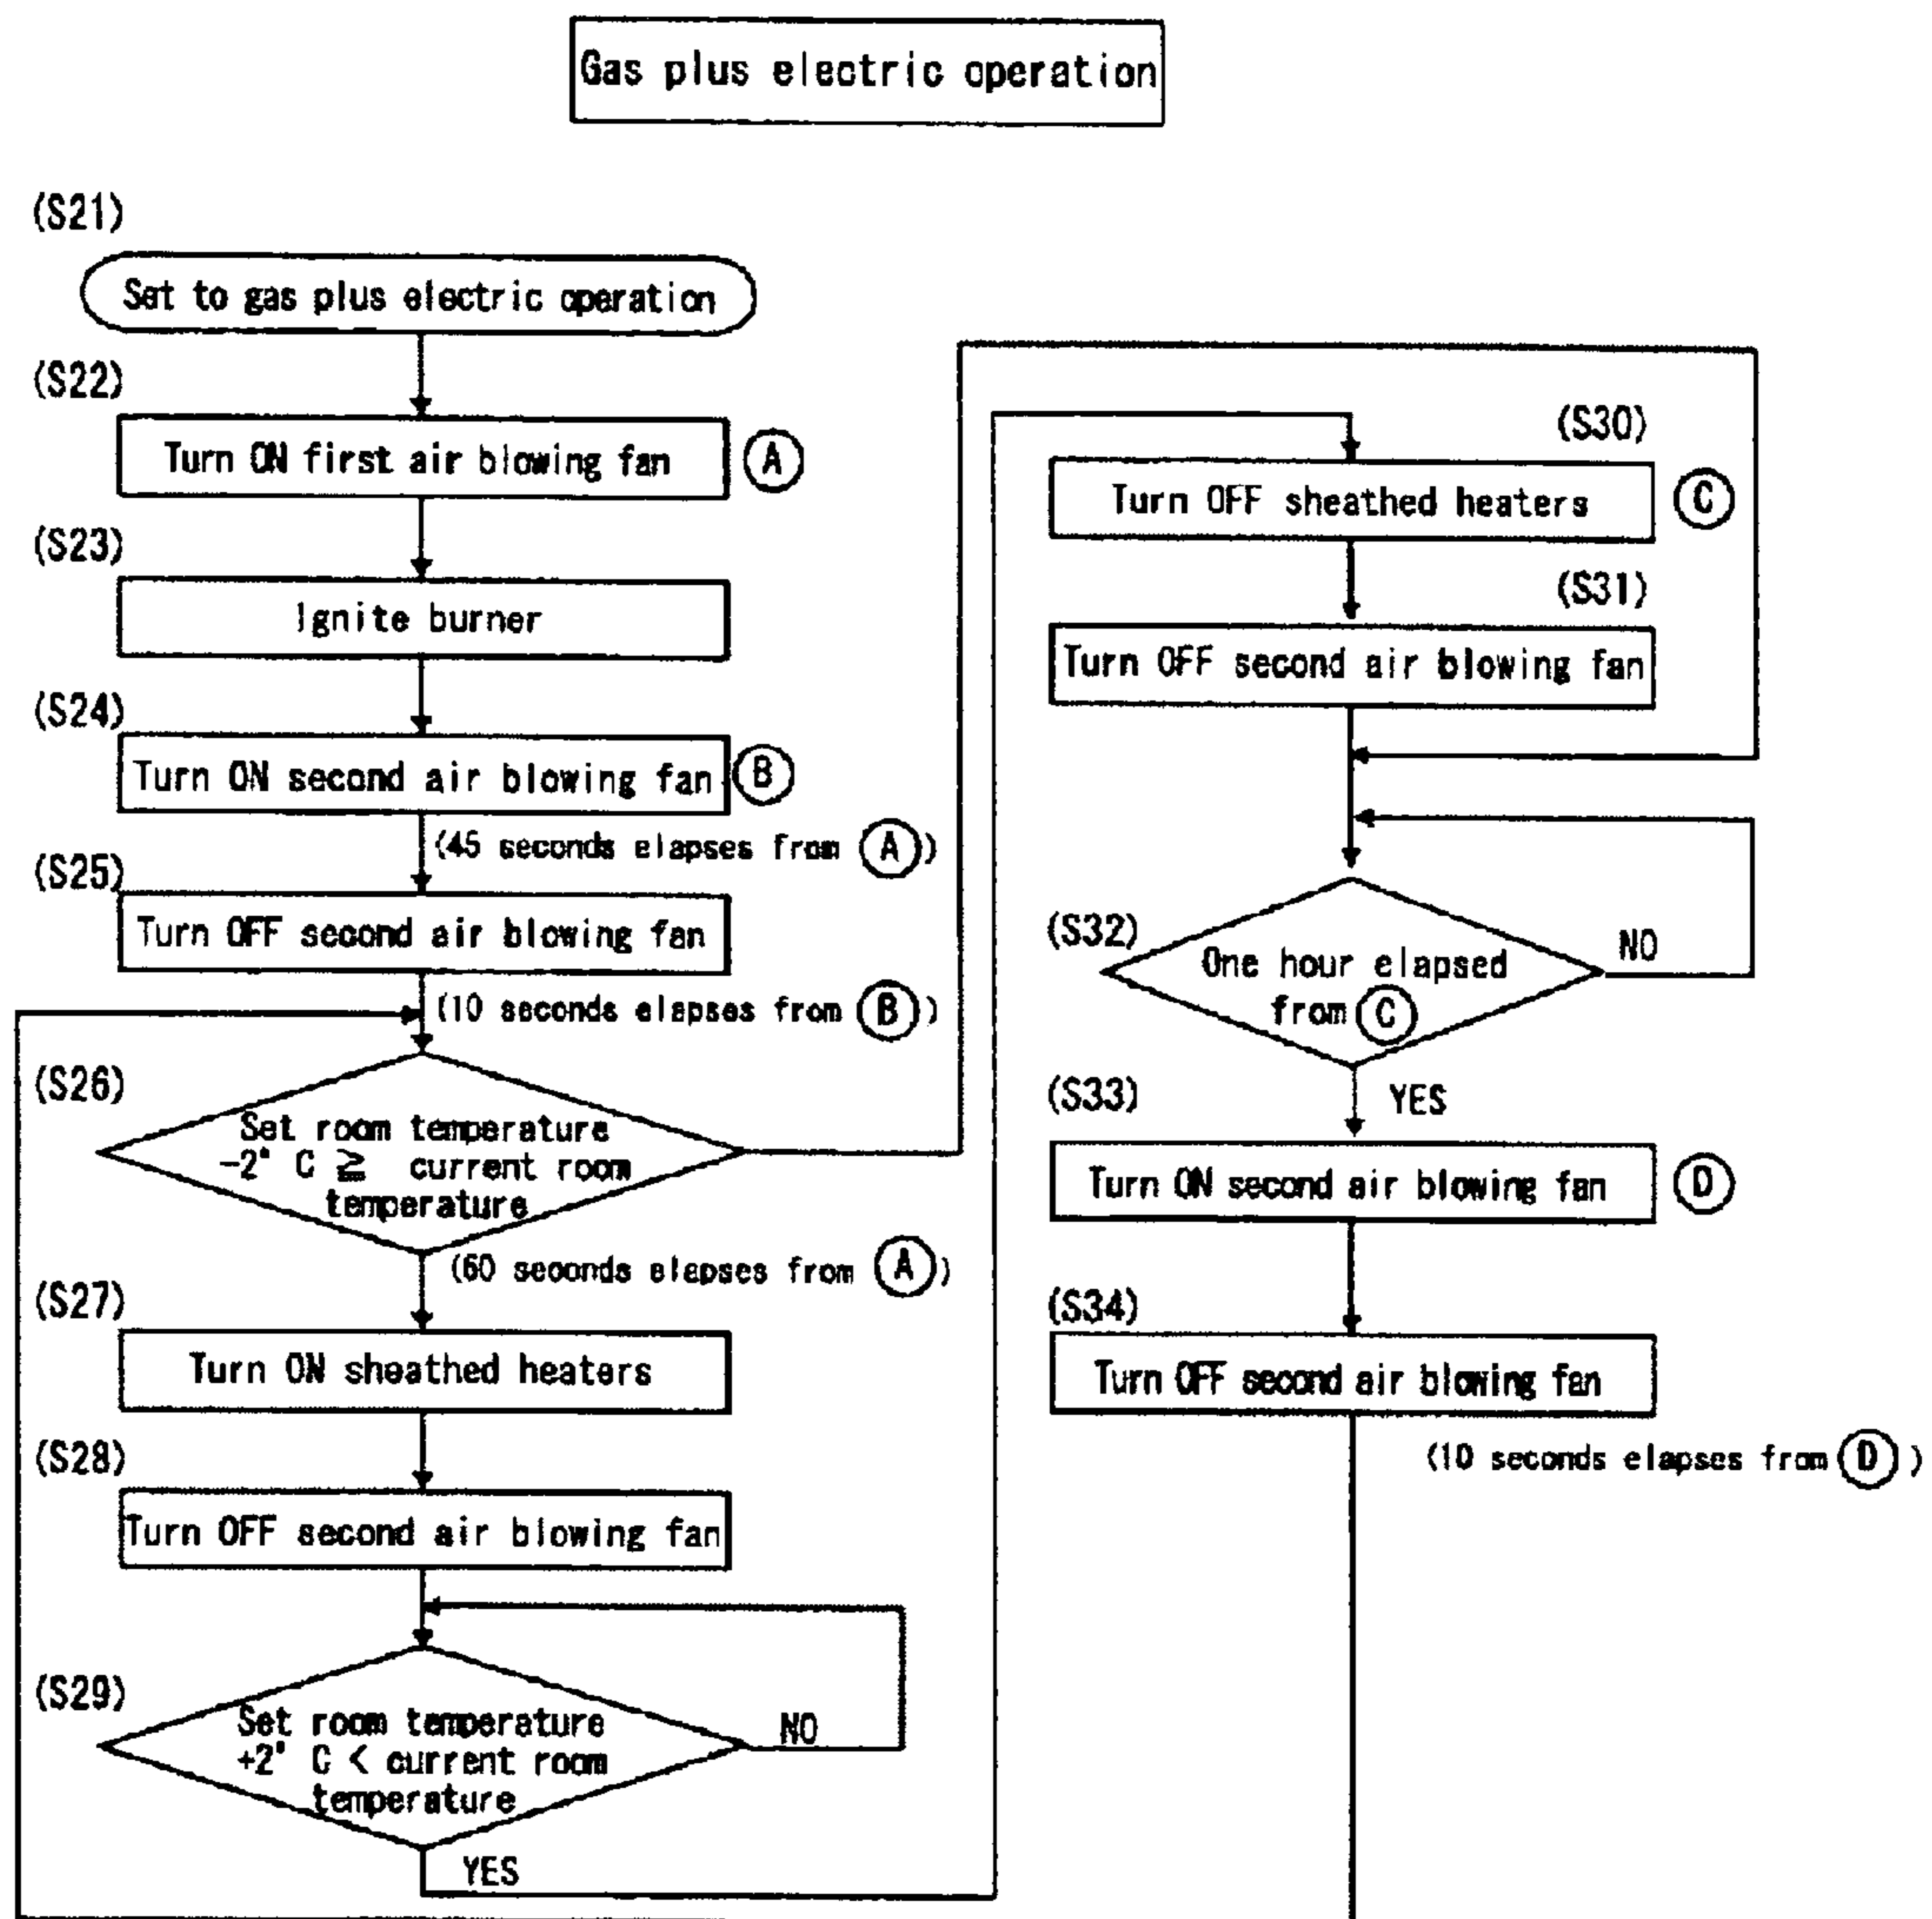 Gas plus electric operation
(S21)
Set to gas plus electric operation
(S22)
Turn ON first air blowing fan
A
(S23)
Ignite burner
(S24)
Turn ON second air blowing fan
B
(45 seconds elapses from A)
(S25)
Turn OFF second air blowing fan
(10 seconds elapses from B)
(S26)
Set room temperature
-2° C ≧ current room
temperature
(60 seconds elapses from A)
(S27)
Turn ON sheathed heaters
(S28)
Turn OFF second air blowing fan
(S29)
Set room temperature
+2° C < current room
temperature
NO
YES
(S30)
Turn OFF sheathed heaters
C
(S31)
Turn OFF second air blowing fan
(S32)
One hour elapsed
from C
NO
YES
(S33)
Turn ON second air blowing fan
D
(S34)
Turn OFF second air blowing fan
(10 seconds elapses from D)